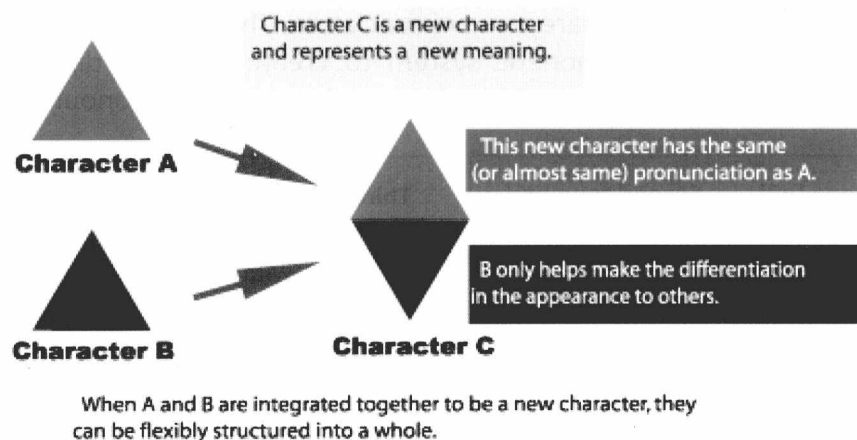 Character C is a new character
and represents a new meaning.
Character A
This new character has the same
(or almost same) pronunciation as A.
B only helps make the differentiation
in the appearance to others.
Character B
Character C
When A and B are integrated together to be a new character, they
can be flexibly structured into a whole.